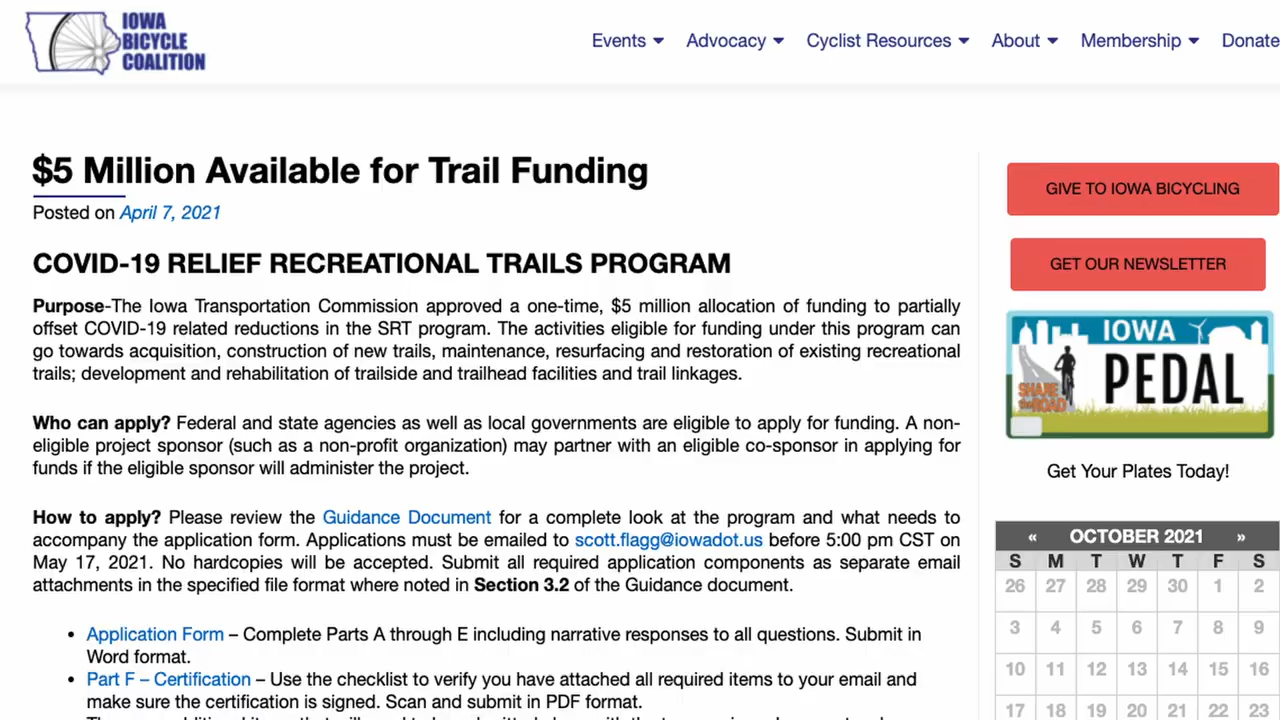 IOWA
BICYCLE
COALITION
Events Advocacy Cyclist Resources About Membership Donate
$5 Million Available for Trail Funding
Posted on April 7, 2021
COVID-19 RELIEF RECREATIONAL TRAILS PROGRAM
Purpose-The Iowa Transportation Commission approved a one-time, $5 million allocation of funding to partially
offset COVID-19 related reductions in the SRT program. The activities eligible for funding under this program can
go towards acquisition, construction of new trails, maintenance, resurfacing and restoration of existing recreational
trails; development and rehabilitation of trailside and trailhead facilities and trail linkages.
Who can apply? Federal and state agencies as well as local governments are eligible to apply for funding. A non-
eligible project sponsor (such as a non-profit organization) may partner with an eligible co-sponsor in applying for
funds if the eligible sponsor will administer the project.
How to apply? Please review the Guidance Document for a complete look at the program and what needs to
accompany the application form. Applications must be emailed to scott.flagg@iowadot.us before 5:00 pm CST on
May 17, 2021. No hardcopies will be accepted. Submit all required application components as separate email
attachments in the specified file format where noted in Section 3.2 of the Guidance document.
• Application Form – Complete Parts A through E including narrative responses to all questions. Submit in
Word format.
• Part F – Certification – Use the checklist to verify you have attached all required items to your email and
make sure the certification is signed. Scan and submit in PDF format.
GIVE TO IOWA BICYCLING
GET OUR NEWSLETTER
IOWA
PEDAL
SHARE
the ROAD
Get Your Plates Today!
« OCTOBER 2021 »
S M T W T F S
26 27 28 29 30 1 2
3 4 5 6 7 8 9
10 11 12 13 14 15 16
17 18 19 20 21 22 23